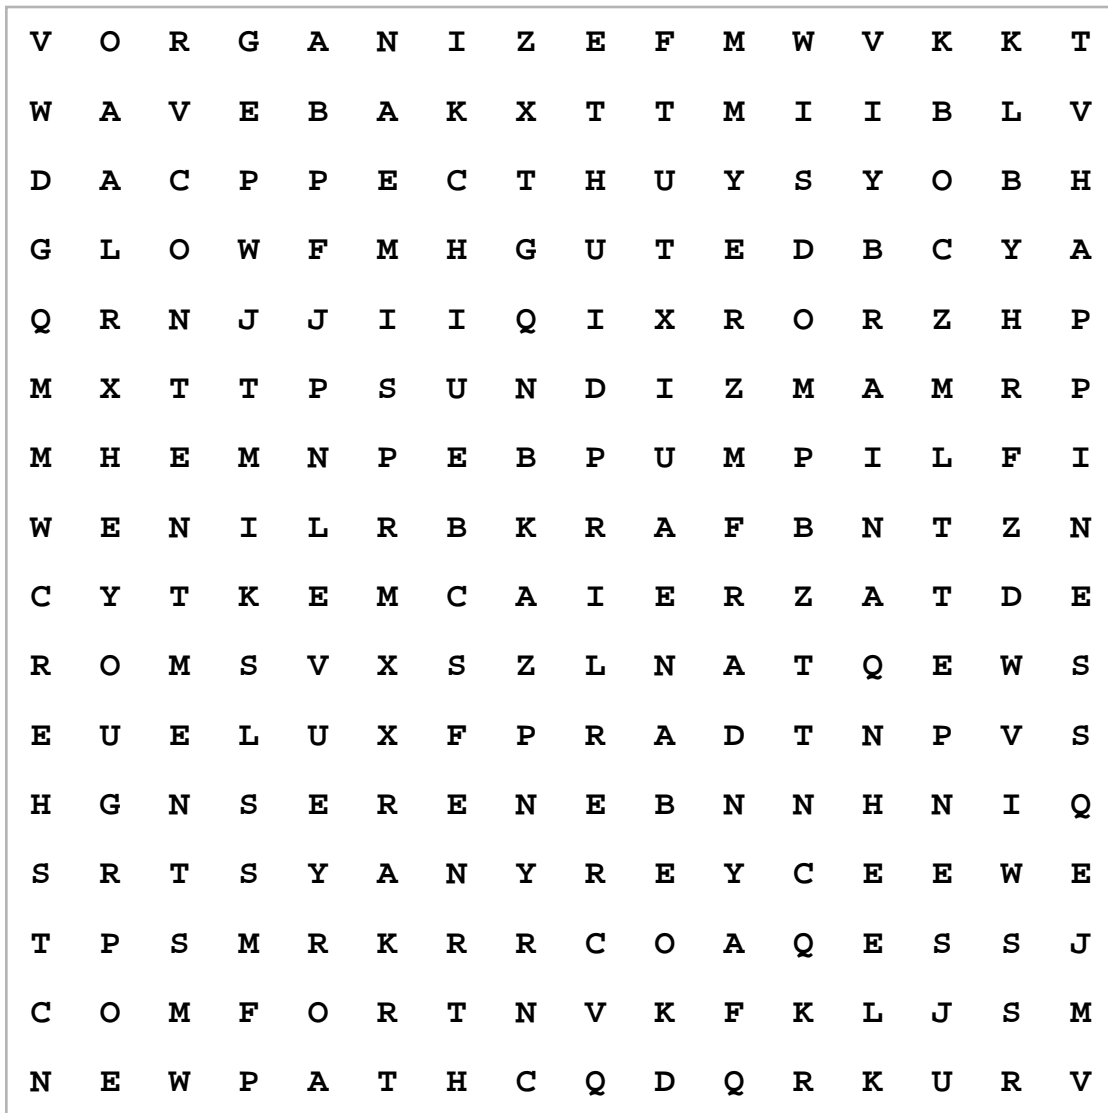 V O R G A N I Z E F M W V K K T
W A V E B A K X T T M I I B L V
D A C P P E C T H U Y S Y O B H
G L O W F M H G U T E D B C Y A
Q R N J J I I Q I X R O R Z H P
M X T T P S U N D I Z M A M R P
M H E M N P E B P U M P I L F I
W E N I L R B K R A F B N T Z N
C Y T K E M C A I E R Z A T D E
R O M S V X S Z L N A T Q E W S
E U E L U X F P R A D T N P V S
H G N S E R E N E B N N H N I Q
S R T S Y A N Y R E Y C E E W E
T P S M R K R R C O A Q E S S J
C O M F O R T N V K F K L J S M
N E W P A T H C Q D Q R K U R V